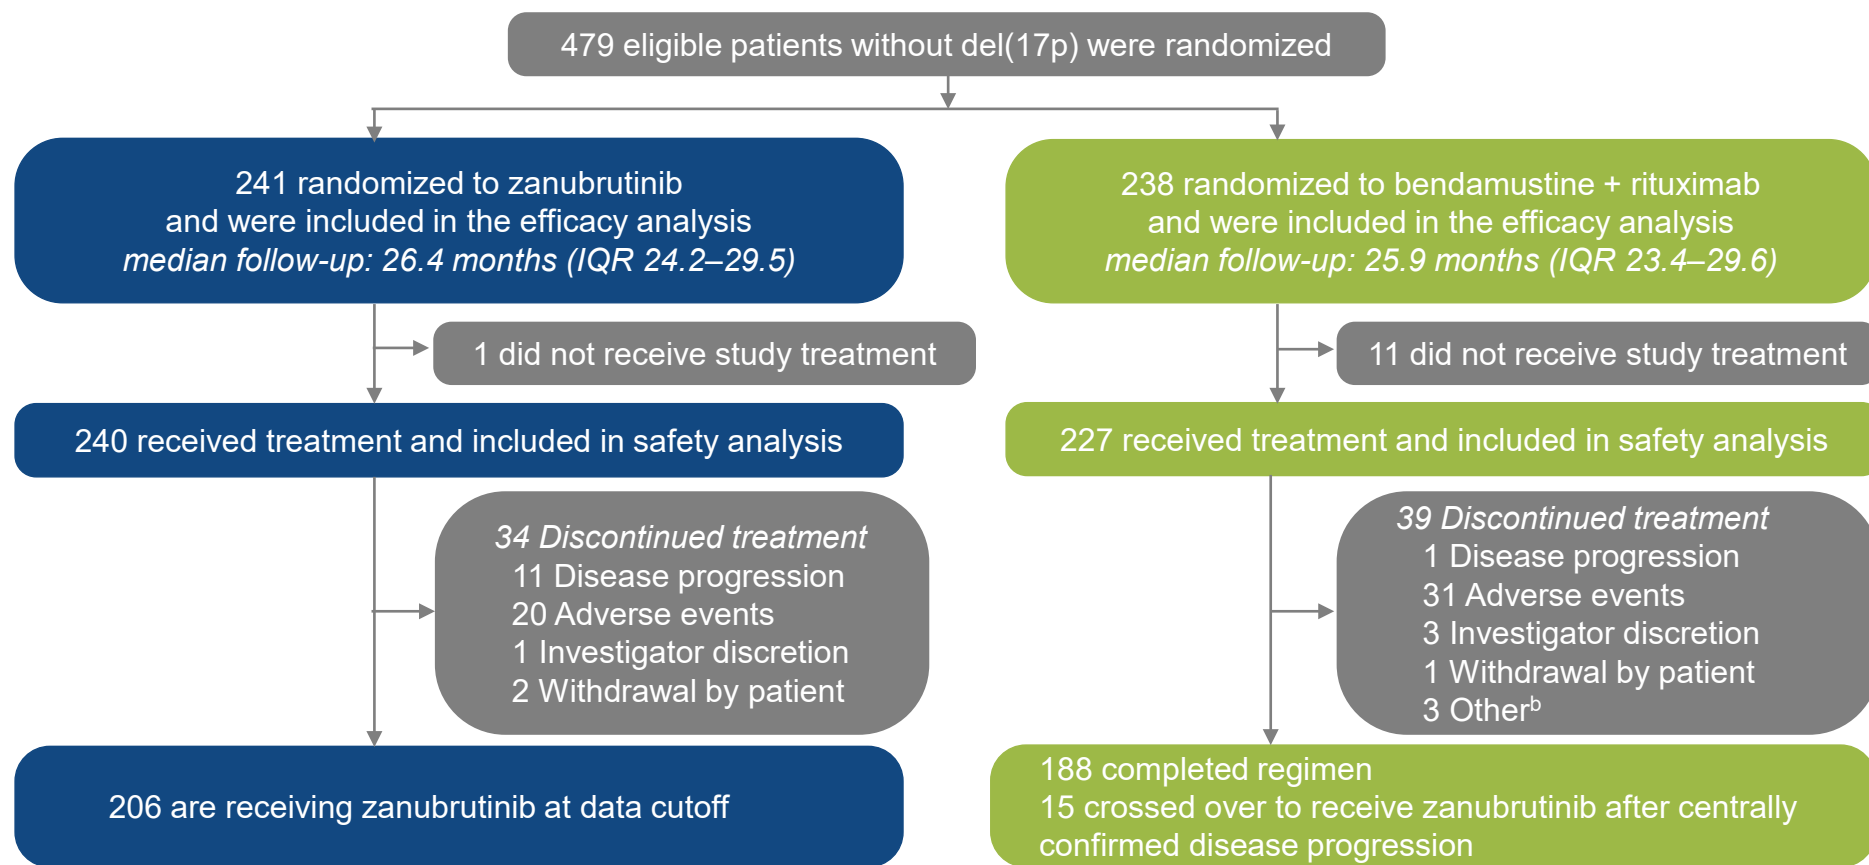 479 eligible patients without del(17p) were randomized
241 randomized to zanubrutinib
and were included in the efficacy analysis
median follow-up: 26.4 months (IQR 24.2–29.5)
238 randomized to bendamustine + rituximab
and were included in the efficacy analysis
median follow-up: 25.9 months (IQR 23.4–29.6)
1 did not receive study treatment
11 did not receive study treatment
240 received treatment and included in safety analysis
227 received treatment and included in safety analysis
34 Discontinued treatment
11 Disease progression
20 Adverse events
1 Investigator discretion
2 Withdrawal by patient
39 Discontinued treatment
1 Disease progression
31 Adverse events
3 Investigator discretion
1 Withdrawal by patient
3 Otherᵇ
206 are receiving zanubrutinib at data cutoff
188 completed regimen
15 crossed over to receive zanubrutinib after centrally
confirmed disease progression